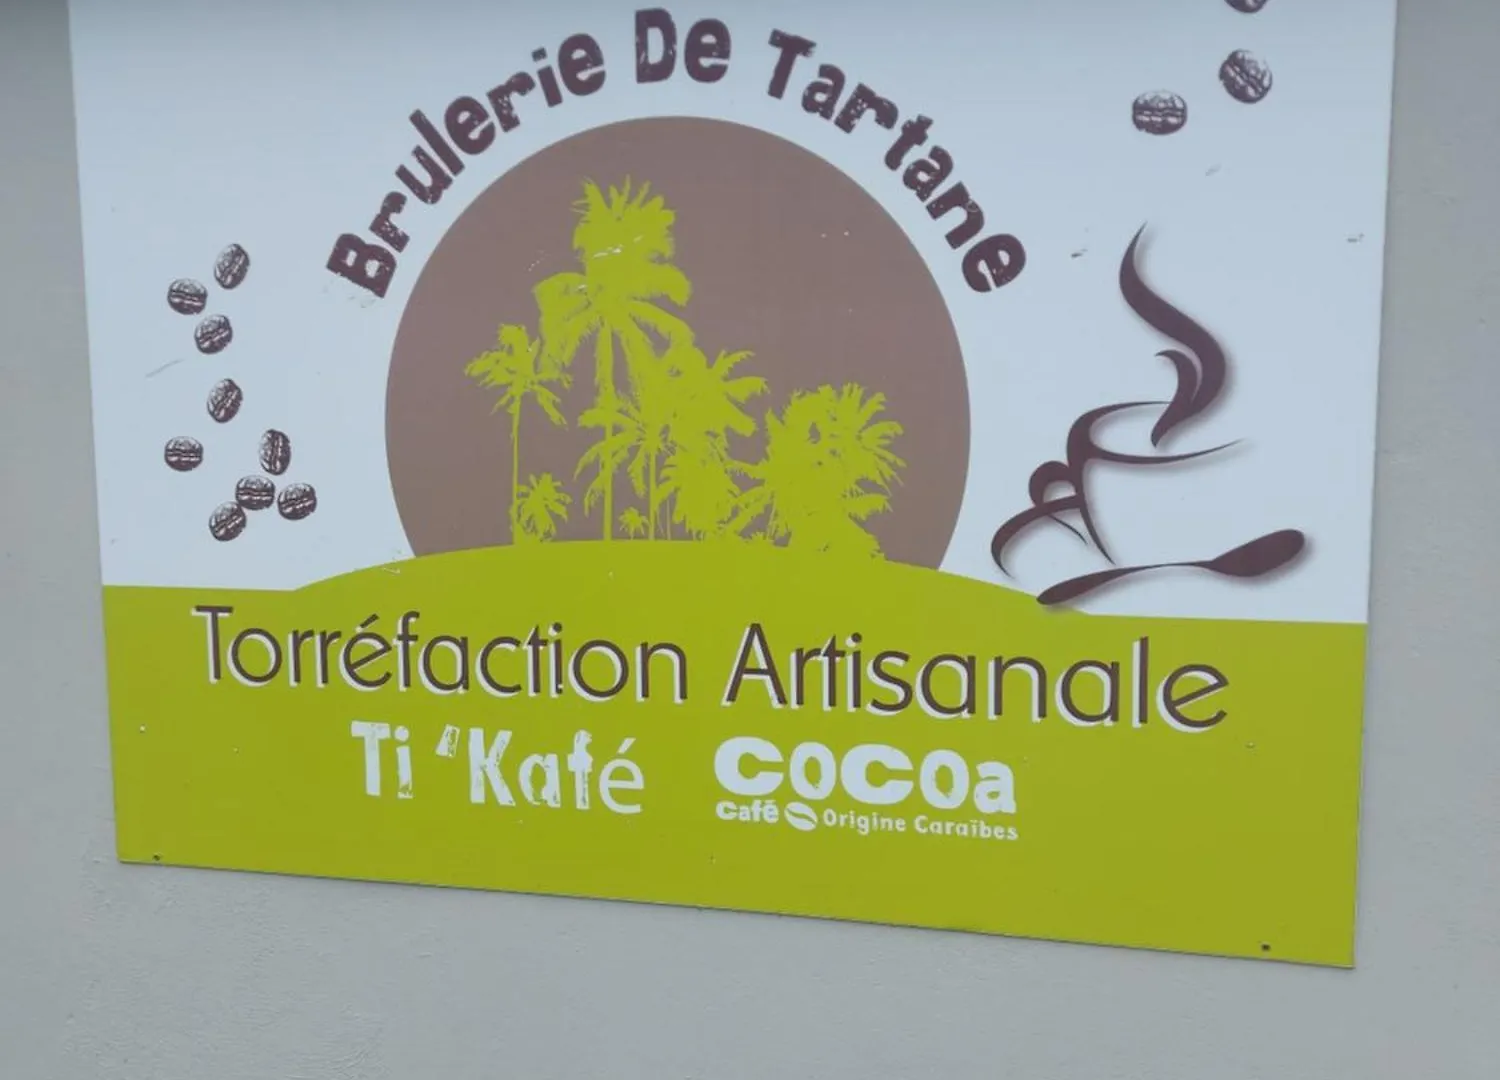 Brulerie De Tartane
Torréfaction Artisanale
Ti 'Kafé
cocoa
café Origine Caraïbes